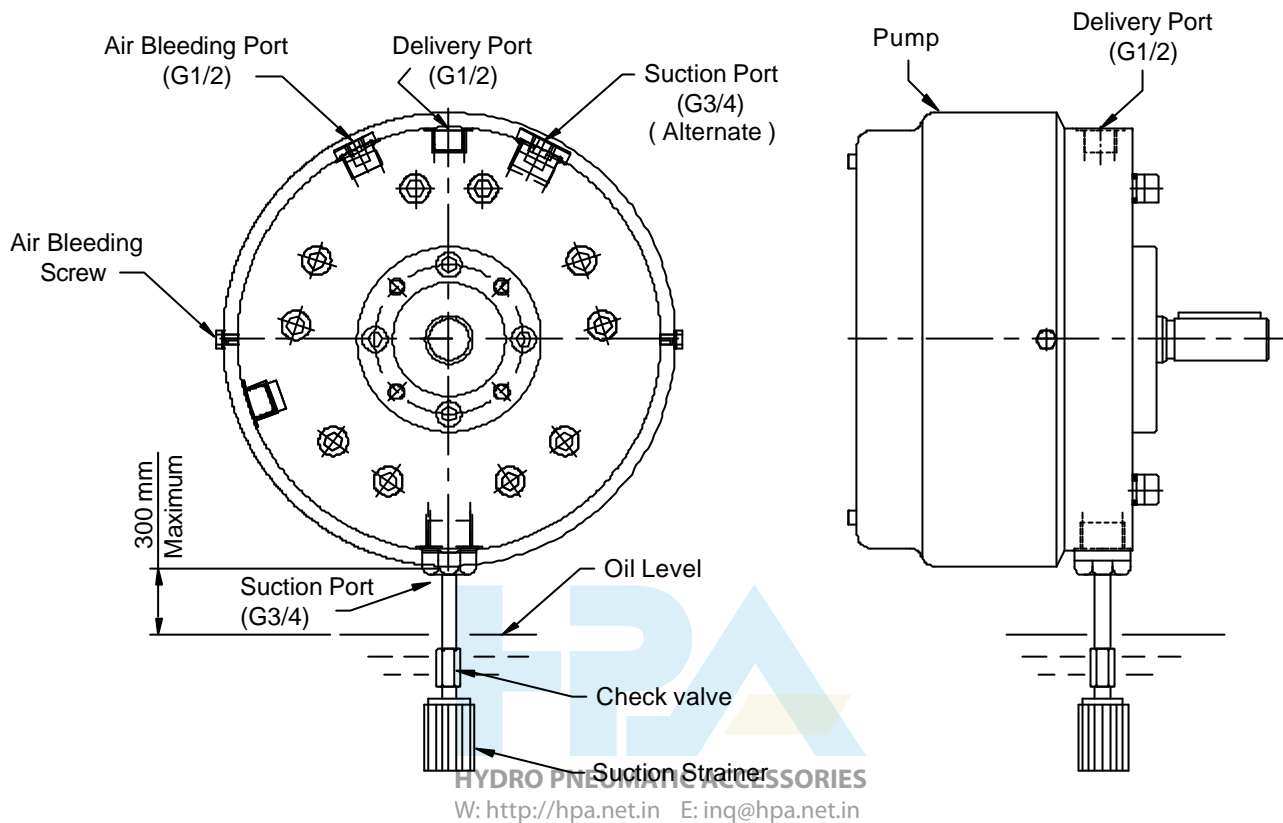 Air Bleeding Port
(G1/2)
Delivery Port
(G1/2)
Suction Port
(G3/4)
( Alternate )
Pump
Delivery Port
(G1/2)
Air Bleeding
Screw
300 mm
Maximum
Suction Port
(G3/4)
Oil Level
Check valve
Suction Strainer
HPA
HYDRO PNEUMATIC ACCESSORIES
W: http://hpa.net.in E: inq@hpa.net.in